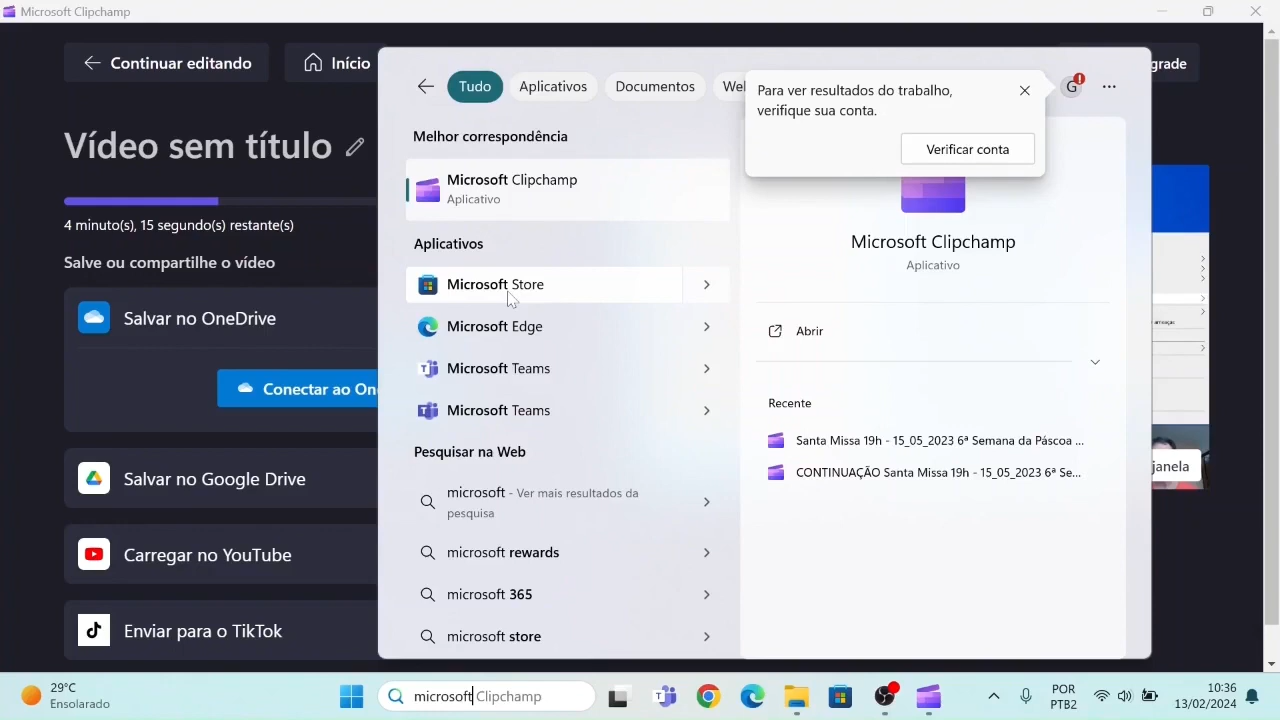 Microsoft Clipchamp
Continuar editando
Início
grade
Vídeo sem título
4 minuto(s), 15 segundo(s) restante(s)
Salve ou compartilhe o vídeo
Salvar no OneDrive
Conectar ao On
Salvar no Google Drive
Carregar no YouTube
Enviar para o TikTok
janela
Tudo
Aplicativos
Documentos
We
G
Para ver resultados do trabalho,
verifique sua conta.
Verificar conta
Melhor correspondência
Microsoft Clipchamp
Aplicativo
Aplicativos
Microsoft Store
Microsoft Edge
Microsoft Teams
Microsoft Teams
Pesquisar na Web
microsoft - Ver mais resultados da
pesquisa
microsoft rewards
microsoft 365
microsoft store
Microsoft Clipchamp
Aplicativo
Abrir
Recente
Santa Missa 19h - 15_05_2023 6ª Semana da Páscoa ...
CONTINUAÇÃO Santa Missa 19h - 15_05_2023 6ª Se...
29°C
Ensolarado
microsoft Clipchamp
POR
PTB2
10:36
13/02/2024